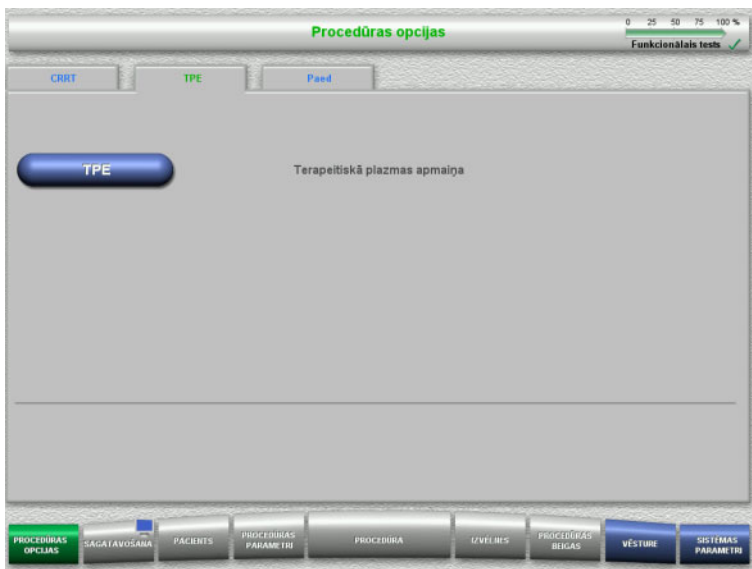 Procedūras opcijas
0 25 50 75 100 %
Funkcionālais tests
CRRT TPE Paed
TPE Terapeitiskā plazmas apmaiņa
PROCEDŪRAS OPCIJAS
SAGATAVOŠANA
PACIENTS
PROCEDŪRAS PARAMETRI
PROCEDŪRA
IZVĒLNES
PROCEDŪRAS BEIGAS
VĒSTURE
SISTĒMAS PARAMETRI